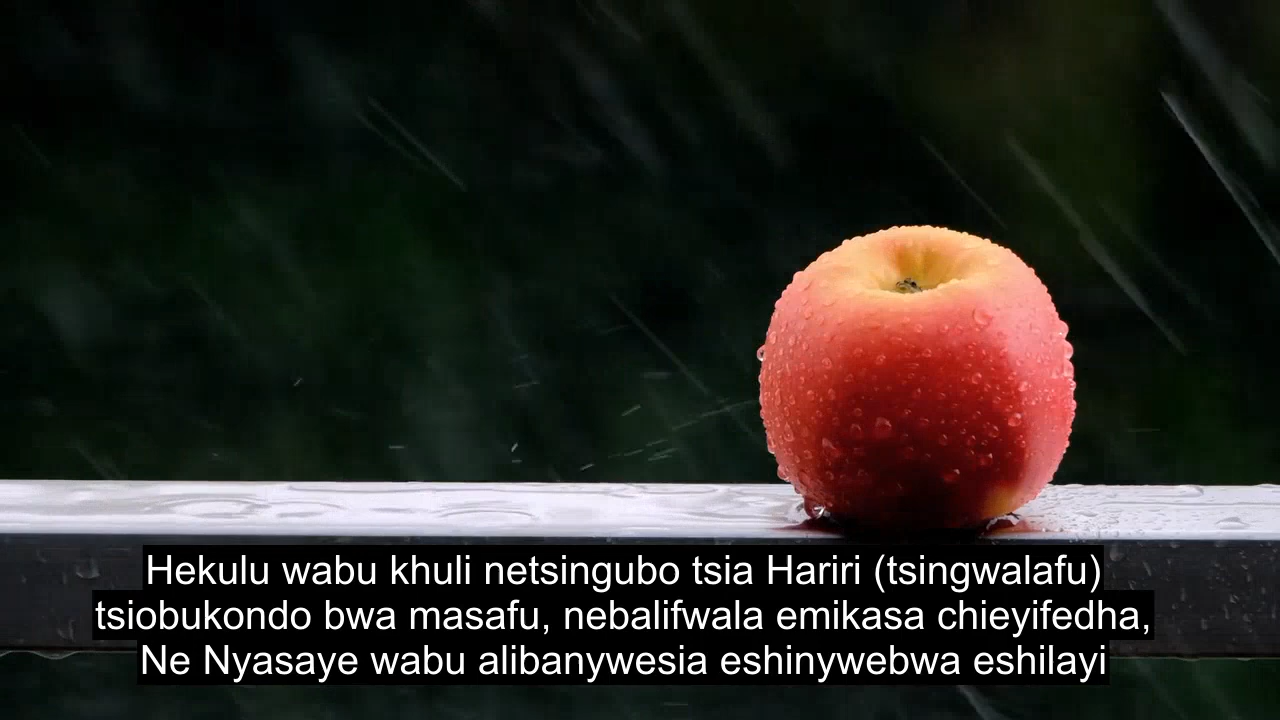 Hekulu wabu khuli netsingubo tsia Hariri (tsingwalafu)
tsiobukondo bwa masafu, nebalifwala emikasa chieyifedha,
Ne Nyasaye wabu alibanywesia eshinywebwa eshilayi